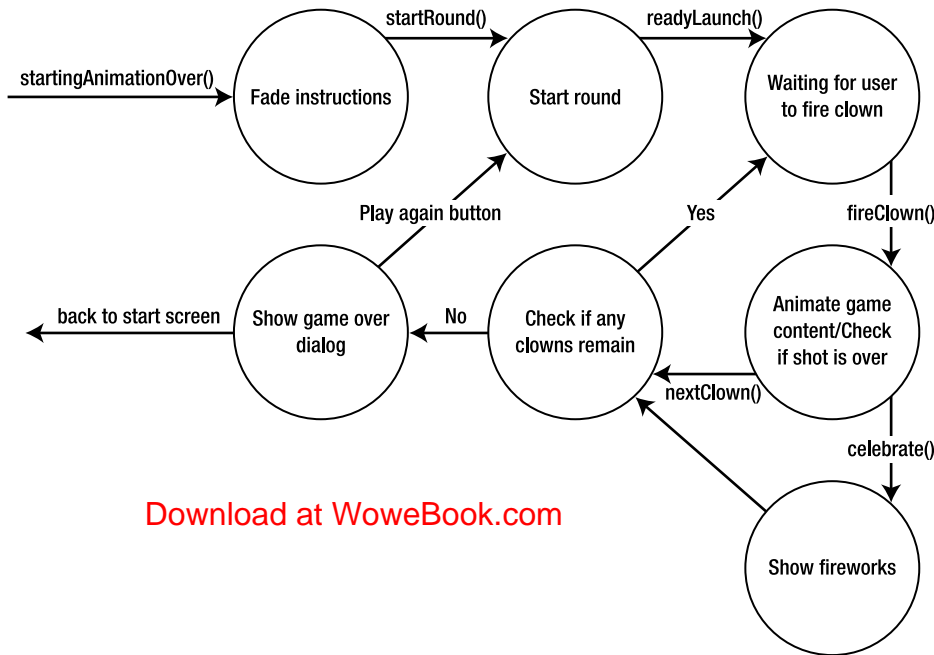 startRound()
readyLaunch()
startingAnimationOver()
Fade instructions
Start round
Waiting for user
to fire clown
Play again button
Yes
fireClown()
back to start screen
Show game over
dialog
No
Check if any
clowns remain
Animate game
content/Check
if shot is over
nextClown()
celebrate()
Download at WoweBook.com
Show fireworks